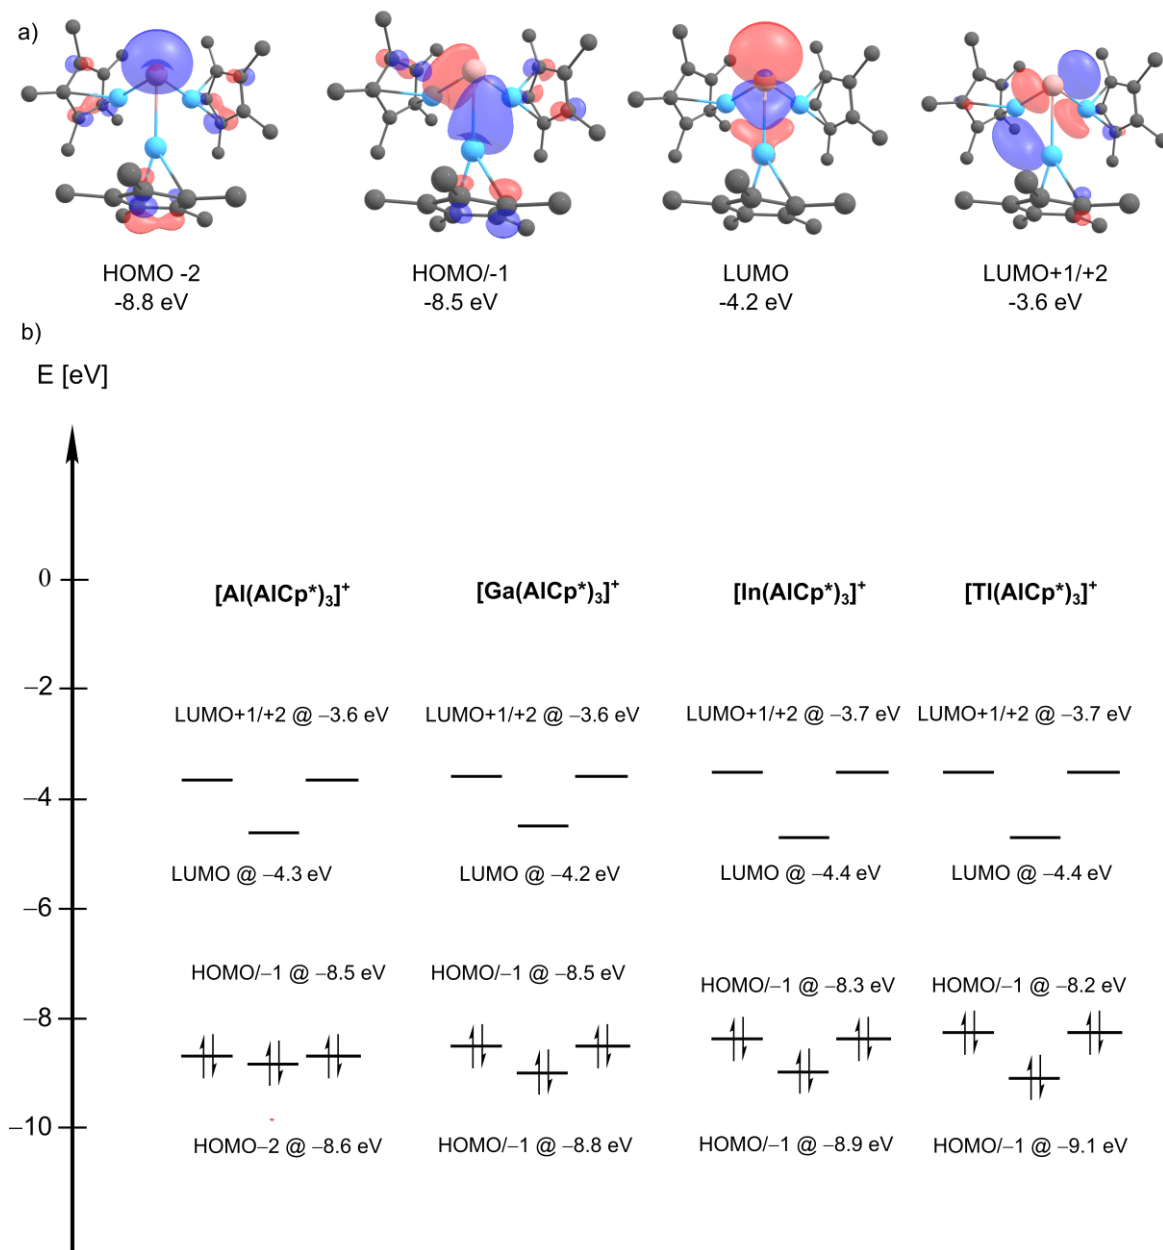 a)
HOMO -2
-8.8 eV
HOMO/-1
-8.5 eV
LUMO
-4.2 eV
LUMO+1/+2
-3.6 eV
b)
E [eV]
0
[Al(AlCp*)₃]⁺
[Ga(AlCp*)₃]⁺
[In(AlCp*)₃]⁺
[Tl(AlCp*)₃]⁺
−2
LUMO+1/+2 @ −3.6 eV
LUMO+1/+2 @ −3.6 eV
LUMO+1/+2 @ −3.7 eV
LUMO+1/+2 @ −3.7 eV
−4
LUMO @ −4.3 eV
LUMO @ −4.2 eV
LUMO @ −4.4 eV
LUMO @ −4.4 eV
−6
HOMO/−1 @ −8.5 eV
HOMO/−1 @ −8.5 eV
HOMO/−1 @ −8.3 eV
HOMO/−1 @ −8.2 eV
−8
−10
HOMO−2 @ −8.6 eV
HOMO/−1 @ −8.8 eV
HOMO/−1 @ −8.9 eV
HOMO/−1 @ −9.1 eV